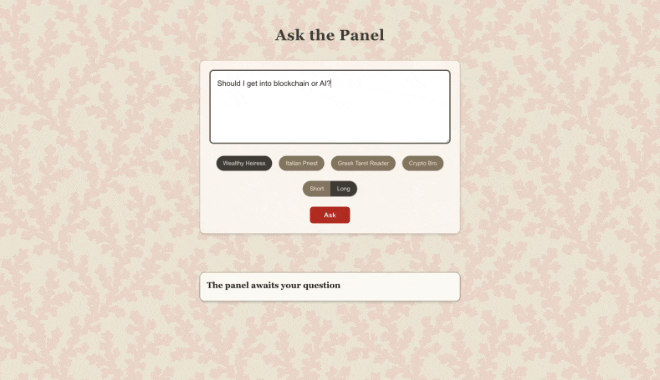 Ask the Panel
Should I get into blockchain or AI?
Wealthy Heiress Italian Priest Greek Tarot Reader Crypto Bro
Short Long
Ask
The panel awaits your question